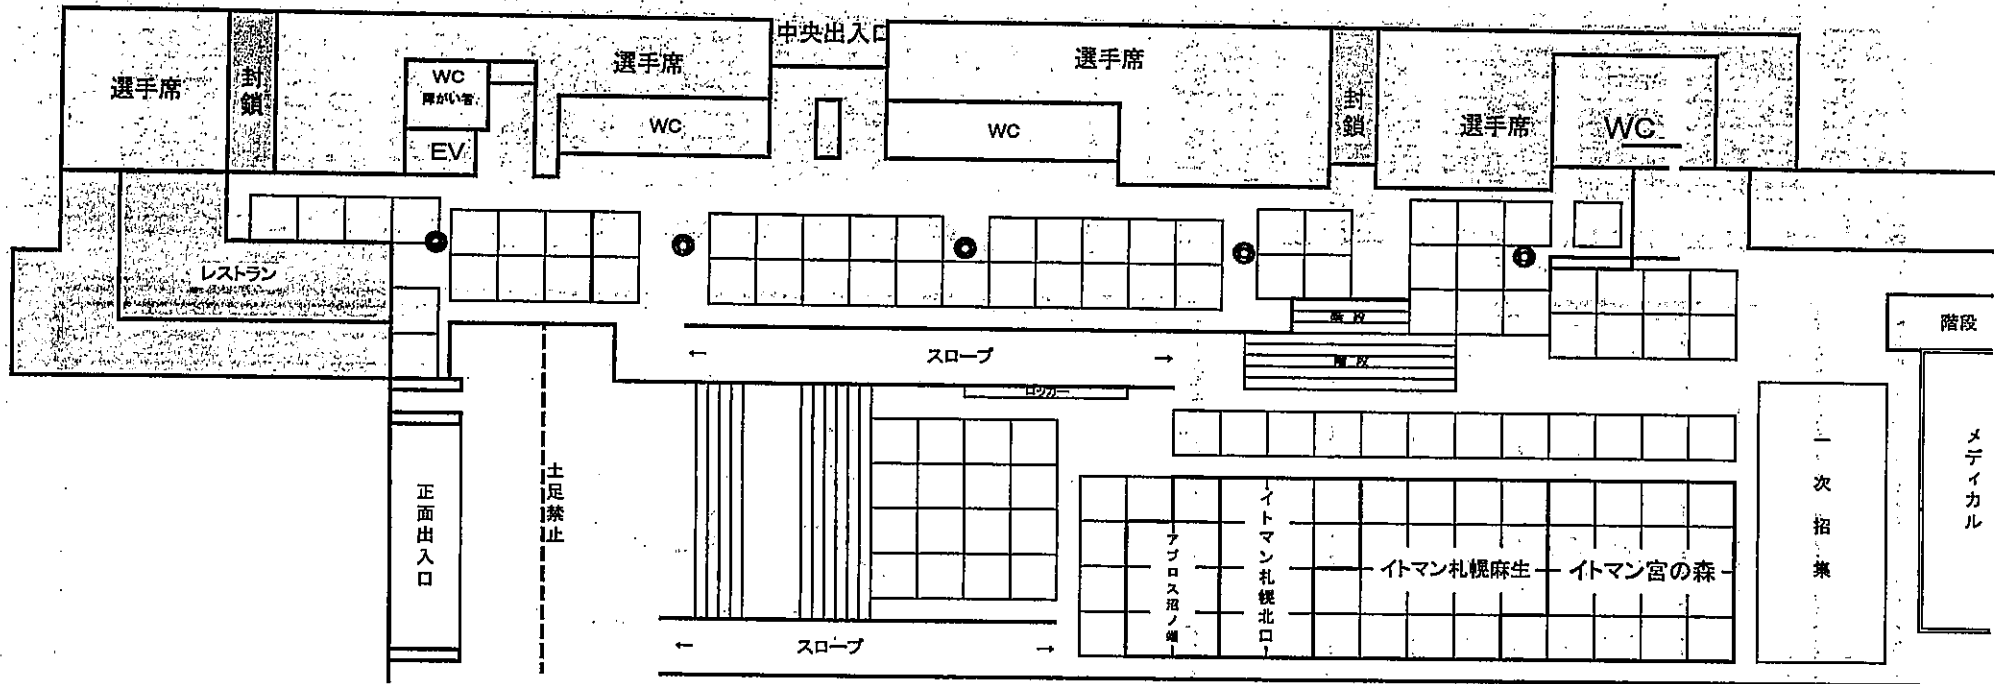 中央出入口
選手席
封鎖
選手席
選手席
封鎖
選手席
WC
障がい者
EV
WC
WC
WC
レストラン
階段
階段
階段
← スロープ →
ロッカー
正面出入口
土足禁止
アブロス沼ノ端
イトマン札幌北口
イトマン札幌麻生
イトマン宮の森
一次招集
メディカル
← スロープ →